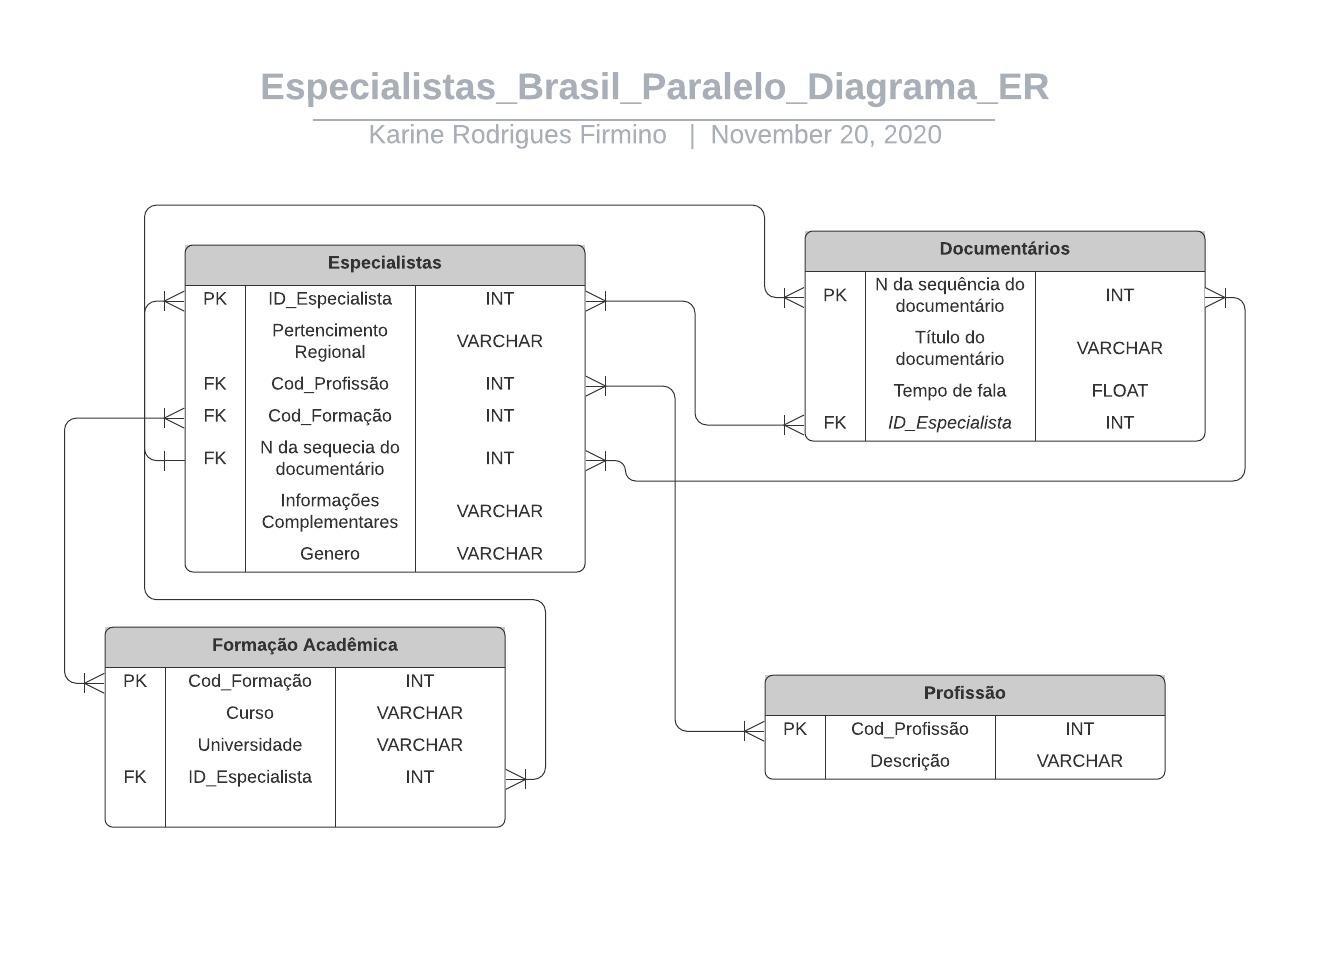 Especialistas_Brasil_Paralelo_Diagrama_ER
Karine Rodrigues Firmino | November 20, 2020
Especialistas
PK ID_Especialista INT
Pertencimento
Regional VARCHAR
FK Cod_Profissão INT
FK Cod_Formação INT
FK N da sequecia do
documentário INT
Informações
Complementares VARCHAR
Genero VARCHAR
Documentários
PK N da sequência do
documentário INT
Título do
documentário VARCHAR
Tempo de fala FLOAT
FK ID_Especialista INT
Formação Acadêmica
PK Cod_Formação INT
Curso VARCHAR
Universidade VARCHAR
FK ID_Especialista INT
Profissão
PK Cod_Profissão INT
Descrição VARCHAR